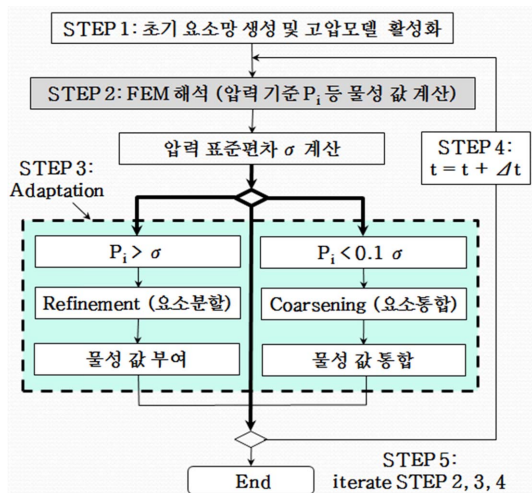 STEP 1: 초기 요소망 생성 및 고압모델 활성화
STEP 2: FEM 해석 (압력 기준 Pi 등 물성 값 계산)
압력 표준편차 σ 계산
STEP 4:
t = t + Δt
STEP 3:
Adaptation
Pi > σ
Pi < 0.1 σ
Refinement (요소분할)
Coarsening (요소통합)
물성 값 부여
물성 값 통합
STEP 5:
iterate STEP 2, 3, 4
End